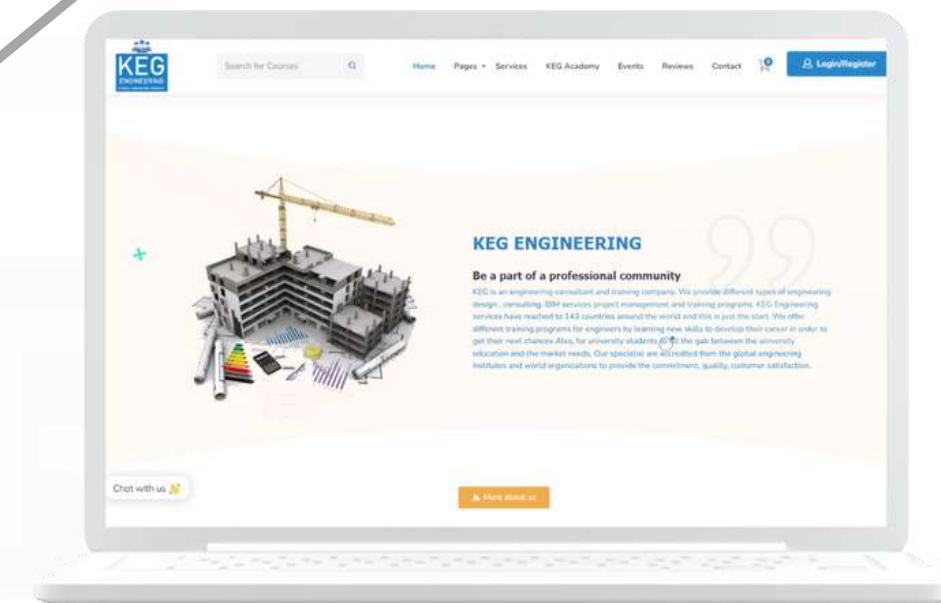 KEG
ENGINEERING
Search for Courses
Home Pages Services KEG Academy Events Reviews Contact 0 Login/Register
KEG ENGINEERING
Be a part of a professional community
KEG is an engineering consultant and training company. We provide different types of engineering
design , consulting, BIM services project management and training programs. KEG Engineering
services have reached to 143 countries around the world and this is just the start. We offer
different training programs for engineers by learning new skills to develop their career in order to
get their next chances Also, for university students the gab between the university
education and the market needs. Our specialist are accredited from the global engineering
institutes and world organizations to provide the commitment, quality, customer satisfaction.
Chat with us
More about us